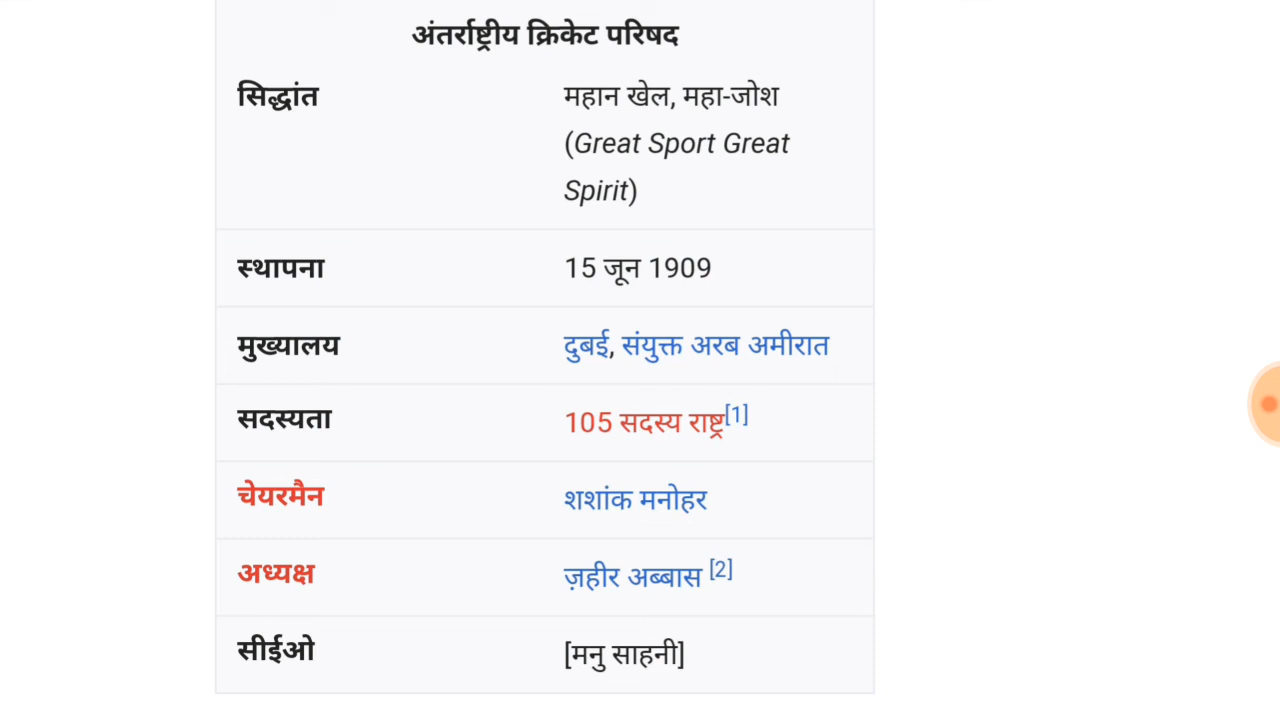 अंतर्राष्ट्रीय क्रिकेट परिषद
सिद्धांत महान खेल, महा-जोश
(Great Sport Great
Spirit)
स्थापना 15 जून 1909
मुख्यालय दुबई, संयुक्त अरब अमीरात
सदस्यता 105 सदस्य राष्ट्र[1]
चेयरमैन शशांक मनोहर
अध्यक्ष ज़हीर अब्बास [2]
सीईओ [मनु साहनी]